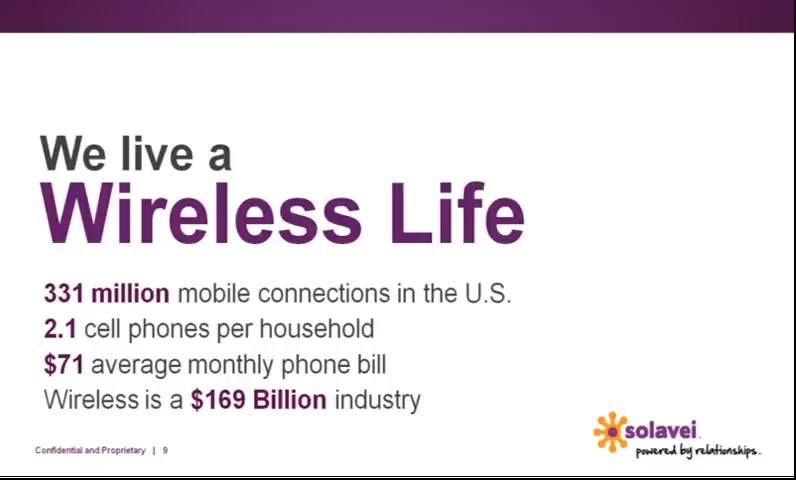 We live a
Wireless Life
331 million mobile connections in the U.S.
2.1 cell phones per household
$71 average monthly phone bill
Wireless is a $169 Billion industry
Confidential and Proprietary | 9
solavei
powered by relationships.